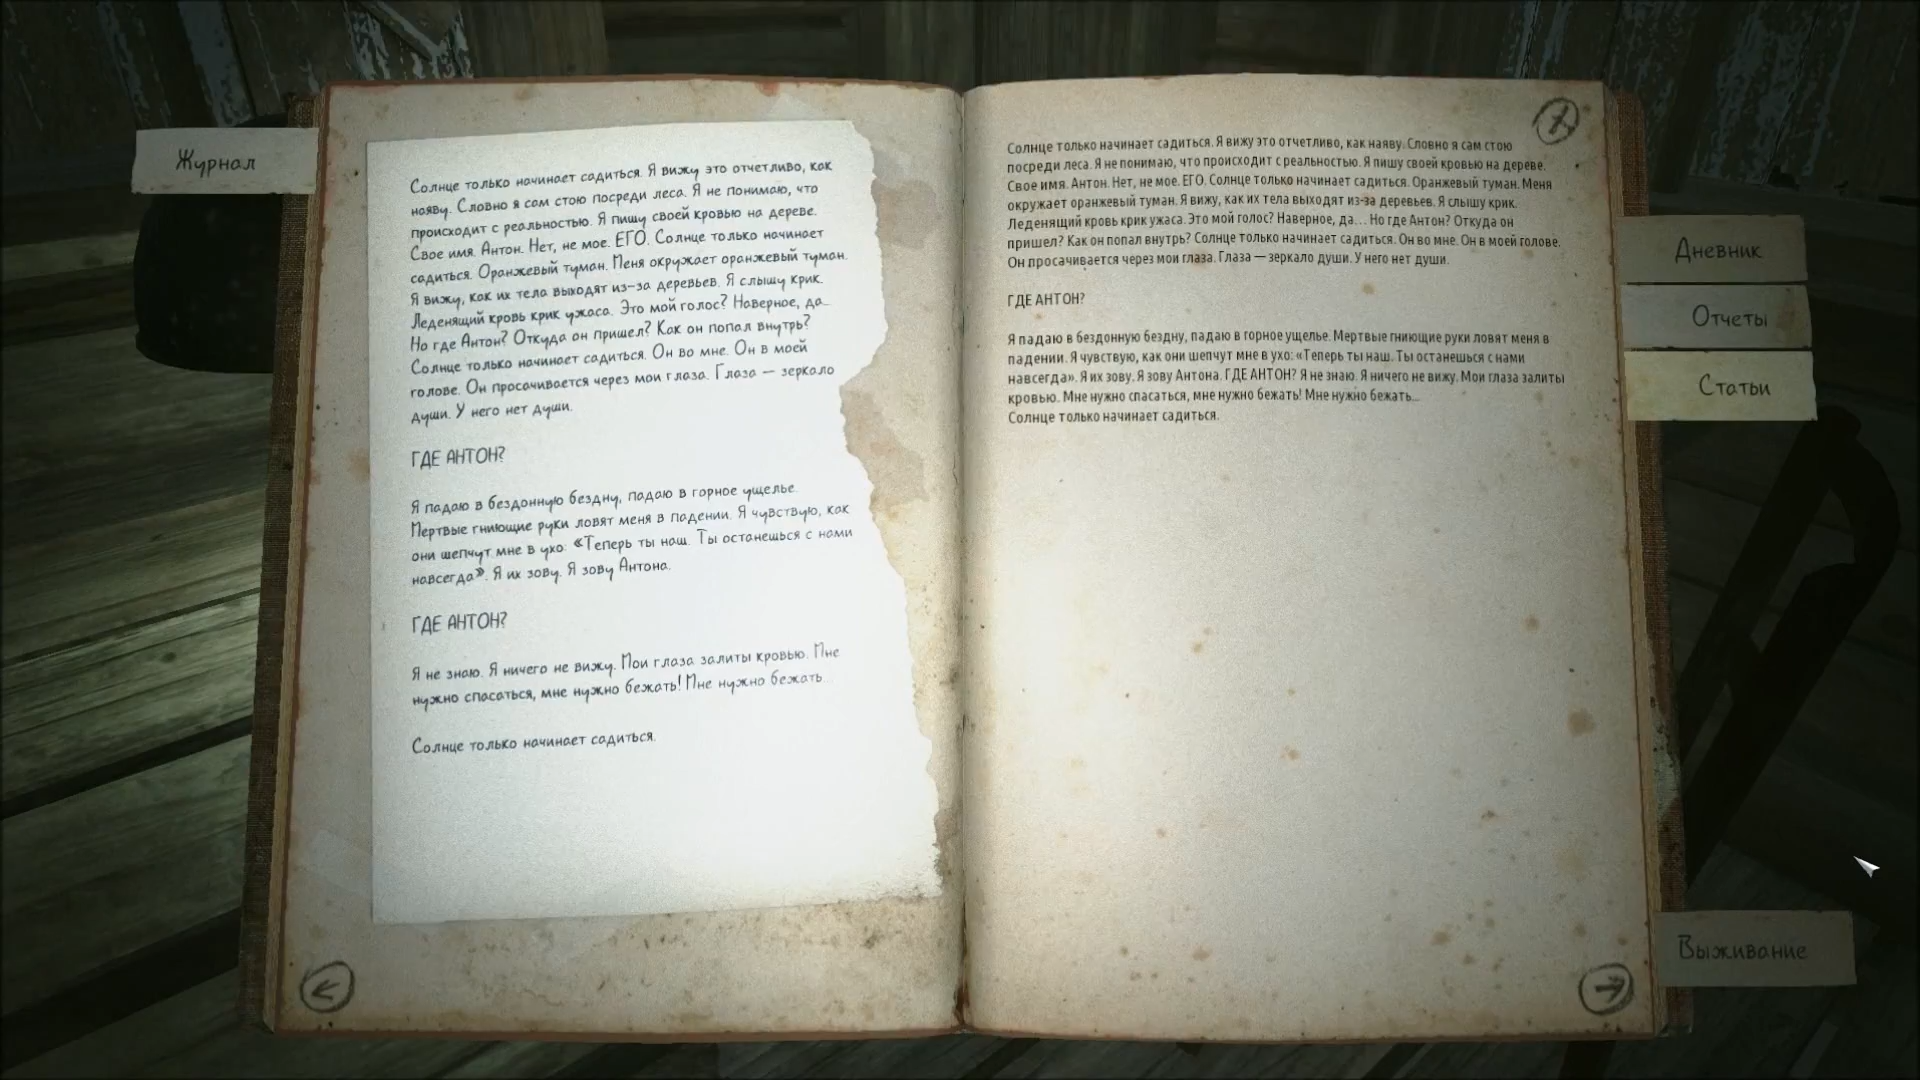 Журнал
Солнце только начинает садиться. Я вижу это отчетливо, как
наяву. Словно я сам стою посреди леса. Я не понимаю, что
происходит с реальностью. Я пишу своей кровью на дереве.
Свое имя. Антон. Нет, не мое. ЕГО. Солнце только начинает
садиться. Оранжевый туман. Меня окружает оранжевый туман.
Я вижу, как их тела выходят из-за деревьев. Я слышу крик.
Леденящий кровь крик ужаса. Это мой голос? Наверное, да...
Но где Антон? Откуда он пришел? Как он попал внутрь?
Солнце только начинает садиться. Он во мне. Он в моей
голове. Он просачивается через мои глаза. Глаза — зеркало
души. У него нет души.
ГДЕ АНТОН?
Я падаю в бездонную бездну, падаю в горное ущелье.
Мертвые гниющие руки ловят меня в падении. Я чувствую, как
они шепчут мне в ухо: «Теперь ты наш. Ты останешься с нами
навсегда». Я их зову. Я зову Антона.
ГДЕ АНТОН?
Я не знаю. Я ничего не вижу. Мои глаза залиты кровью. Мне
нужно спасаться, мне нужно бежать! Мне нужно бежать...
Солнце только начинает садиться.
Солнце только начинает садиться. Я вижу это отчетливо, как наяву. Словно я сам стою
посреди леса. Я не понимаю, что происходит с реальностью. Я пишу своей кровью на дереве.
Свое имя. Антон. Нет, не мое. ЕГО. Солнце только начинает садиться. Оранжевый туман. Меня
окружает оранжевый туман. Я вижу, как их тела выходят из-за деревьев. Я слышу крик.
Леденящий кровь крик ужаса. Это мой голос? Наверное, да... Но где Антон? Откуда он
пришел? Как он попал внутрь? Солнце только начинает садиться. Он во мне. Он в моей голове.
Он просачивается через мои глаза. Глаза — зеркало души. У него нет души.
ГДЕ АНТОН?
Я падаю в бездонную бездну, падаю в горное ущелье. Мертвые гниющие руки ловят меня в
падении. Я чувствую, как они шепчут мне в ухо: «Теперь ты наш. Ты останешься с нами
навсегда». Я их зову. Я зову Антона. ГДЕ АНТОН? Я не знаю. Я ничего не вижу. Мои глаза залиты
кровью. Мне нужно спасаться, мне нужно бежать! Мне нужно бежать...
Солнце только начинает садиться.
Дневник
Отчеты
Статьи
Выживание